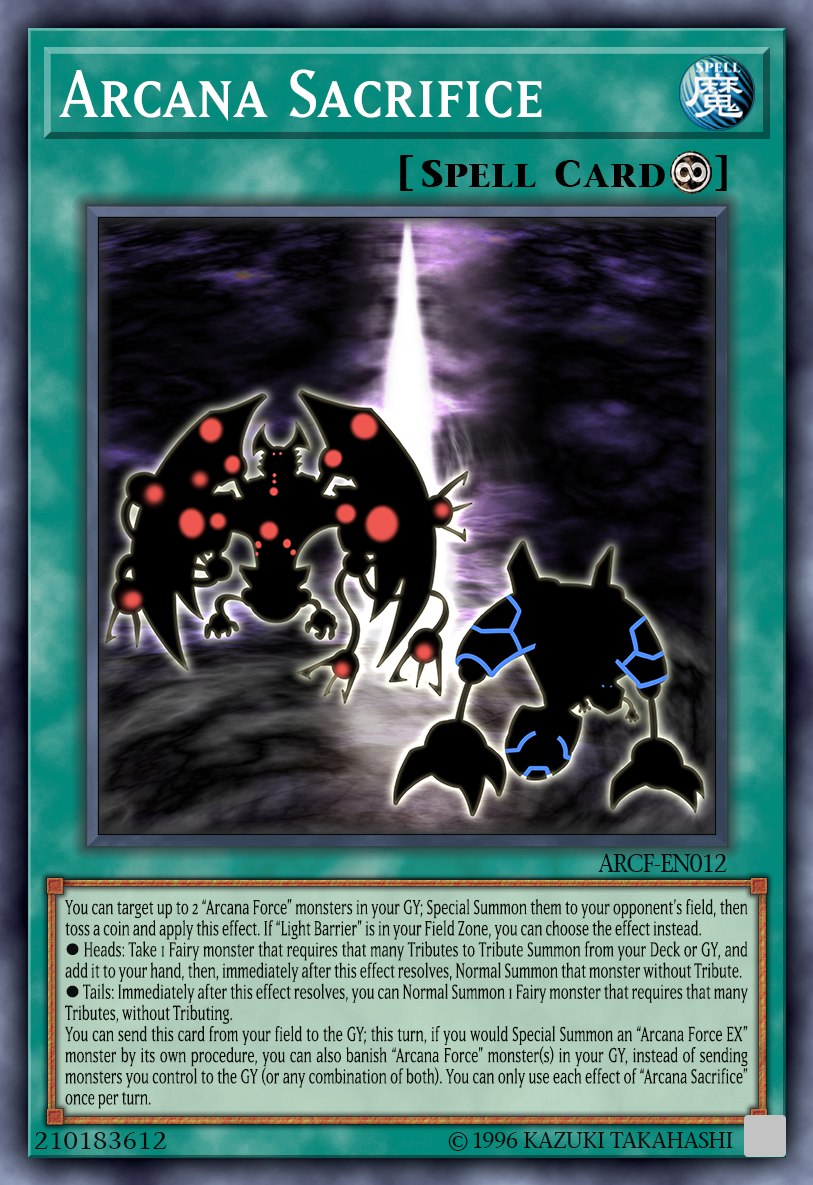 Arcana Sacrifice
SPELL
魔
[Spell Card]
ARCF-EN012
You can target up to 2 “Arcana Force” monsters in your GY; Special Summon them to your opponent’s field, then
toss a coin and apply this effect. If “Light Barrier” is in your Field Zone, you can choose the effect instead.
● Heads: Take 1 Fairy monster that requires that many Tributes to Tribute Summon from your Deck or GY, and
add it to your hand, then, immediately after this effect resolves, Normal Summon that monster without Tribute.
● Tails: Immediately after this effect resolves, you can Normal Summon 1 Fairy monster that requires that many
Tributes, without Tributing.
You can send this card from your field to the GY; this turn, if you would Special Summon an “Arcana Force EX”
monster by its own procedure, you can also banish “Arcana Force” monster(s) in your GY, instead of sending
monsters you control to the GY (or any combination of both). You can only use each effect of “Arcana Sacrifice”
once per turn.
210183612
© 1996 KAZUKI TAKAHASHI